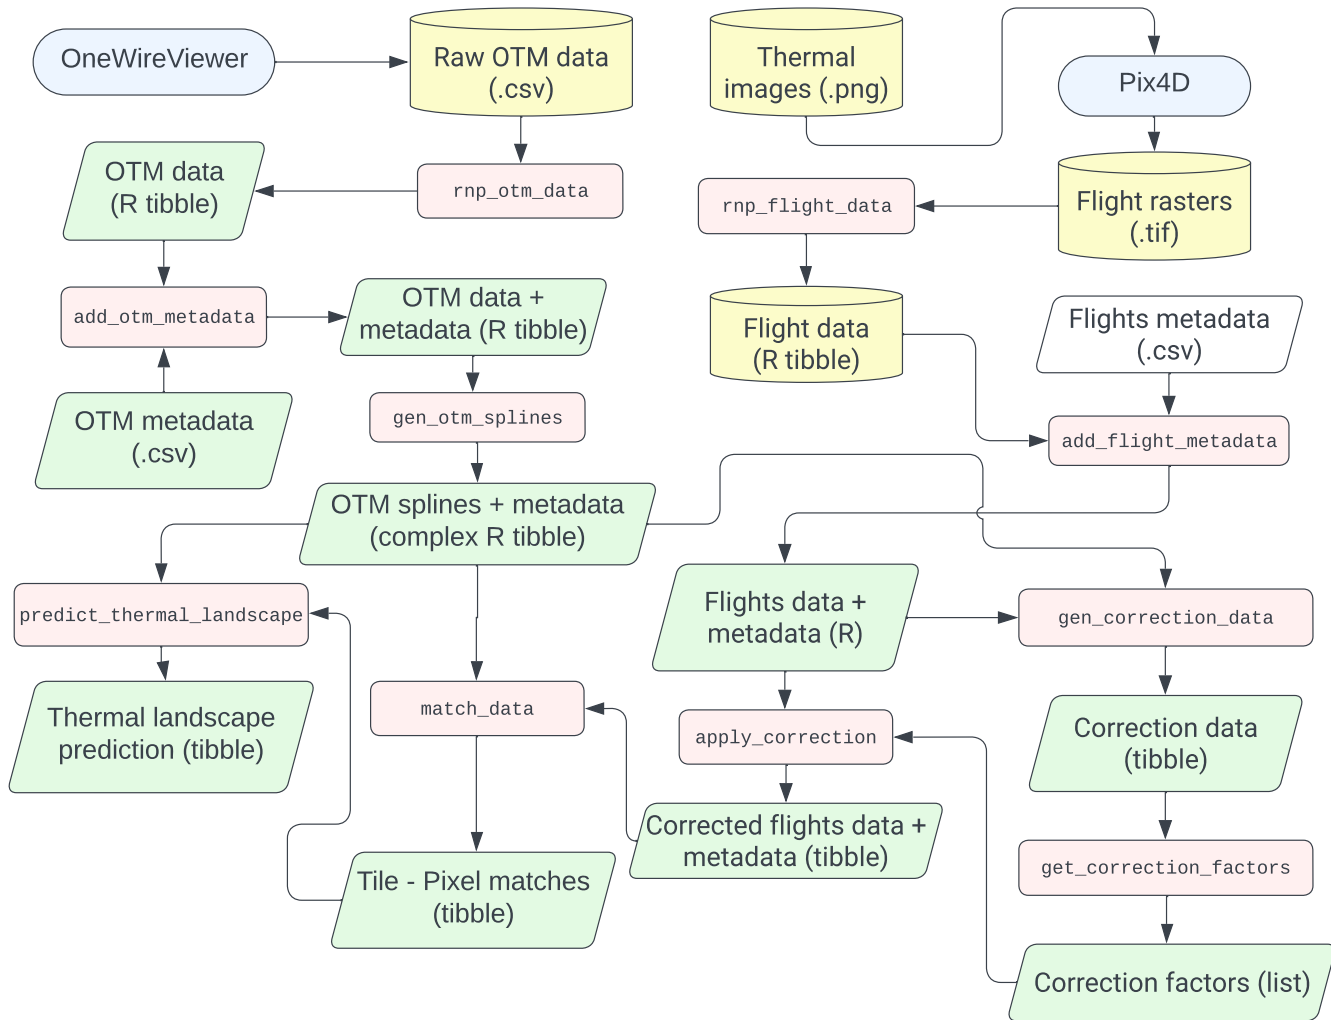 OneWireViewer
Raw OTM data
(.csv)
Thermal
images (.png)
Pix4D
OTM data
(R tibble)
rnp_otm_data
rnp_flight_data
Flight rasters
(.tif)
add_otm_metadata
OTM data +
metadata (R tibble)
Flight data
(R tibble)
Flights metadata
(.csv)
OTM metadata
(.csv)
gen_otm_splines
add_flight_metadata
OTM splines + metadata
(complex R tibble)
predict_thermal_landscape
Flights data +
metadata (R)
gen_correction_data
Thermal landscape
prediction (tibble)
match_data
apply_correction
Correction data
(tibble)
Corrected flights data +
metadata (tibble)
get_correction_factors
Tile - Pixel matches
(tibble)
Correction factors (list)